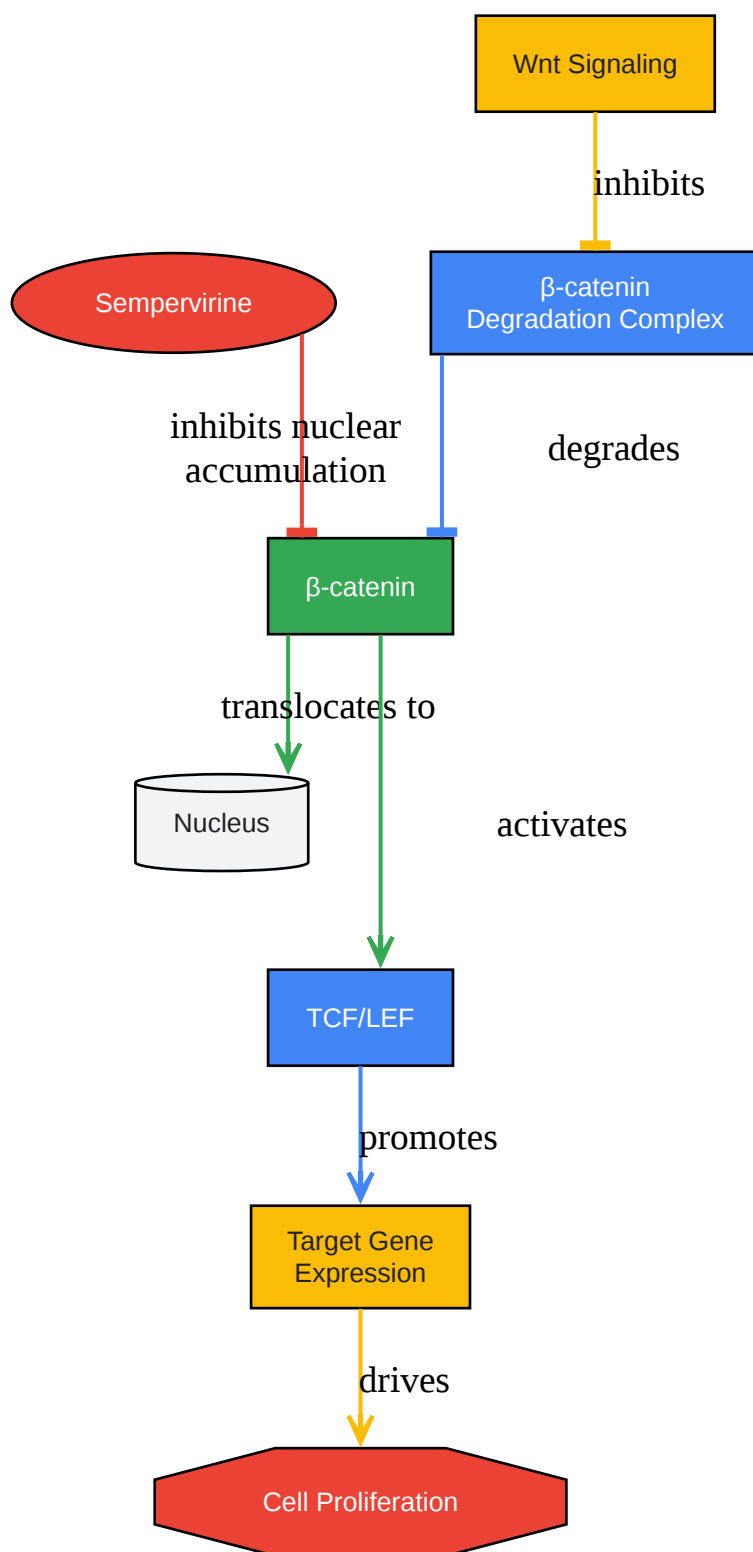 Wnt Signaling
inhibits
Sempervirine
β-catenin
Degradation Complex
inhibits nuclear
accumulation
degrades
β-catenin
translocates to
Nucleus
activates
TCF/LEF
promotes
Target Gene
Expression
drives
Cell Proliferation